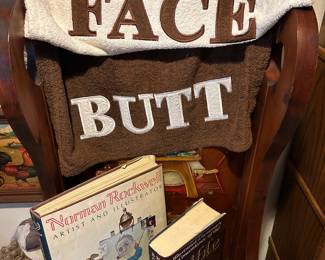 FACE
BUTT
Norman Rockwell
ARTIST AND ILLUSTRATOR